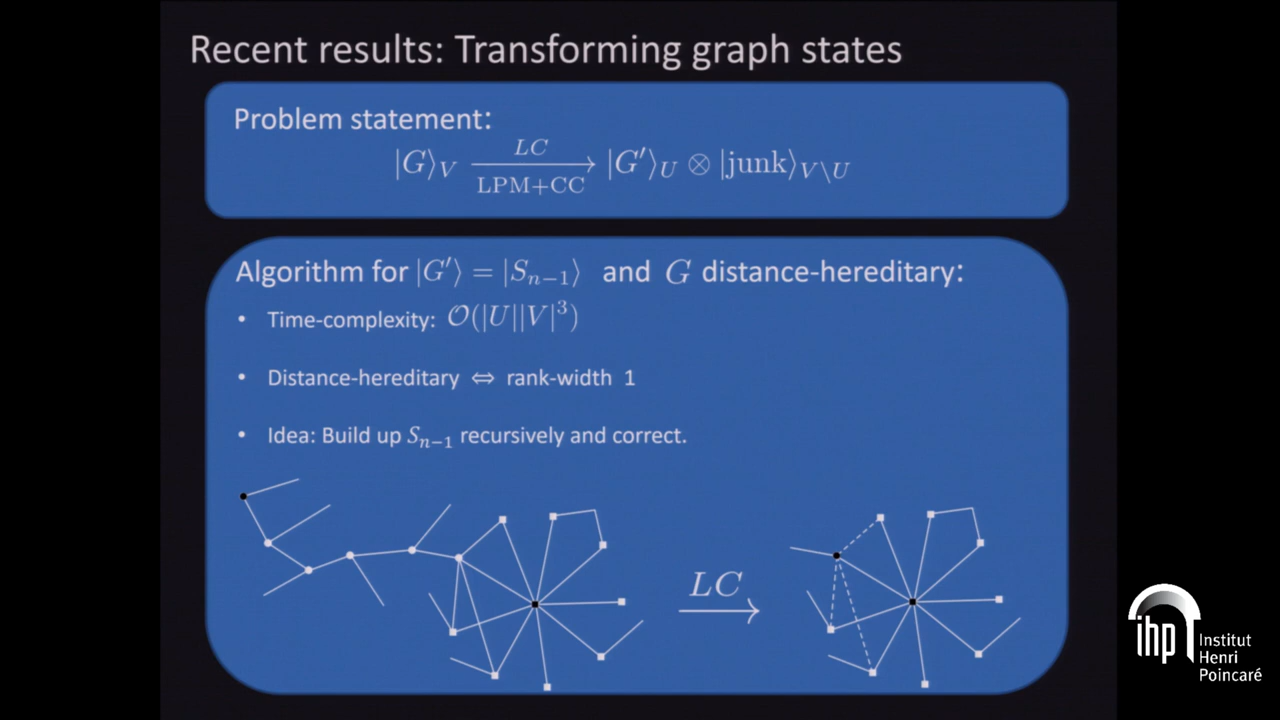 Recent results: Transforming graph states
Problem statement:
|G⟩_V \xrightarrow[LPM+CC]{LC} |G′⟩_U ⊗ |junk⟩_{V\U}
Algorithm for |G′⟩ = |S_{n−1}⟩ and G distance-hereditary:
• Time-complexity: 𝒪(|U||V|³)
• Distance-hereditary ⇔ rank-width 1
• Idea: Build up S_{n−1} recursively and correct.
LC
ihp
Institut
Henri
Poincaré